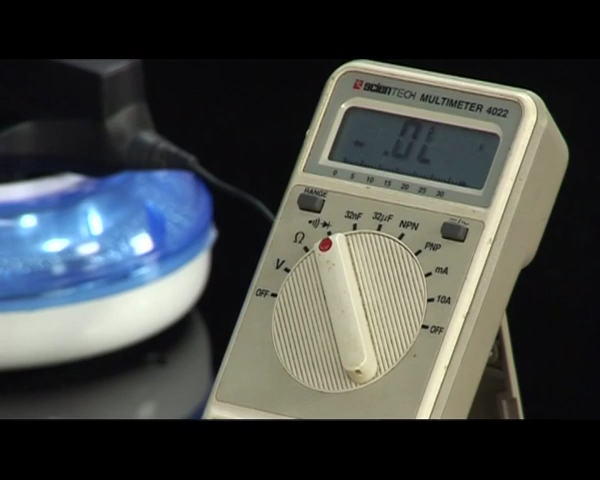 SCIENTECH MULTIMETER 4022
.0L
0 5 10 15 20 25 30
RANGE
32nF 32µF NPN
PNP
mA
10A
OFF
Ω
V
OFF